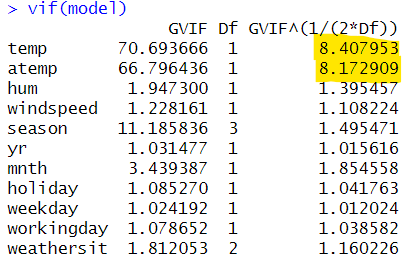 > vif(model)
GVIF Df GVIF^(1/(2*Df))
temp 70.693666 1 8.407953
atemp 66.796436 1 8.172909
hum 1.947300 1 1.395457
windspeed 1.228161 1 1.108224
season 11.185836 3 1.495471
yr 1.031477 1 1.015616
mnth 3.439387 1 1.854558
holiday 1.085270 1 1.041763
weekday 1.024192 1 1.012024
workingday 1.078652 1 1.038582
weathersit 1.812053 2 1.160226